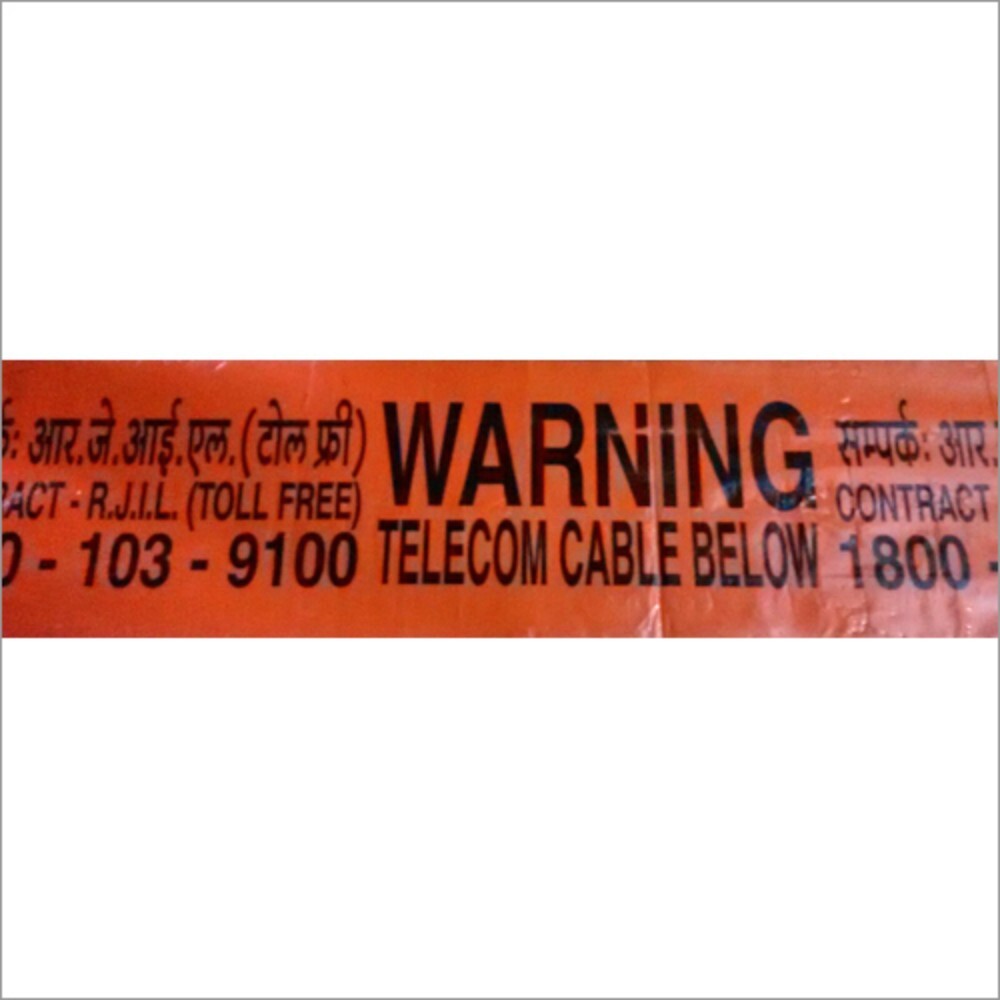 र्क: आर.जे.आई.एल.(टोल फ्री)
RACT - R.J.I.L. (TOLL FREE)
0 - 103 - 9100
WARNING
TELECOM CABLE BELOW
सम्पर्क: आर.
CONTRACT
1800 -